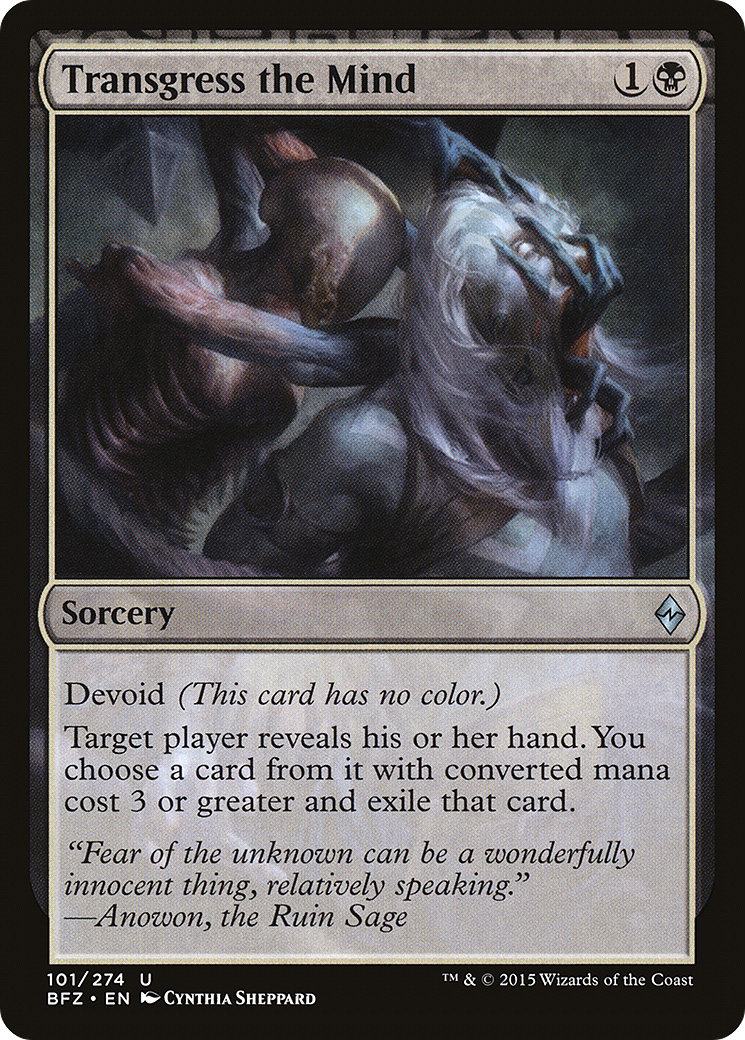 Transgress the Mind 1
Sorcery
Devoid (This card has no color.)
Target player reveals his or her hand. You
choose a card from it with converted mana
cost 3 or greater and exile that card.
“Fear of the unknown can be a wonderfully
innocent thing, relatively speaking.”
—Anowon, the Ruin Sage
101/274 U
BFZ • EN Cynthia Sheppard
™ & © 2015 Wizards of the Coast